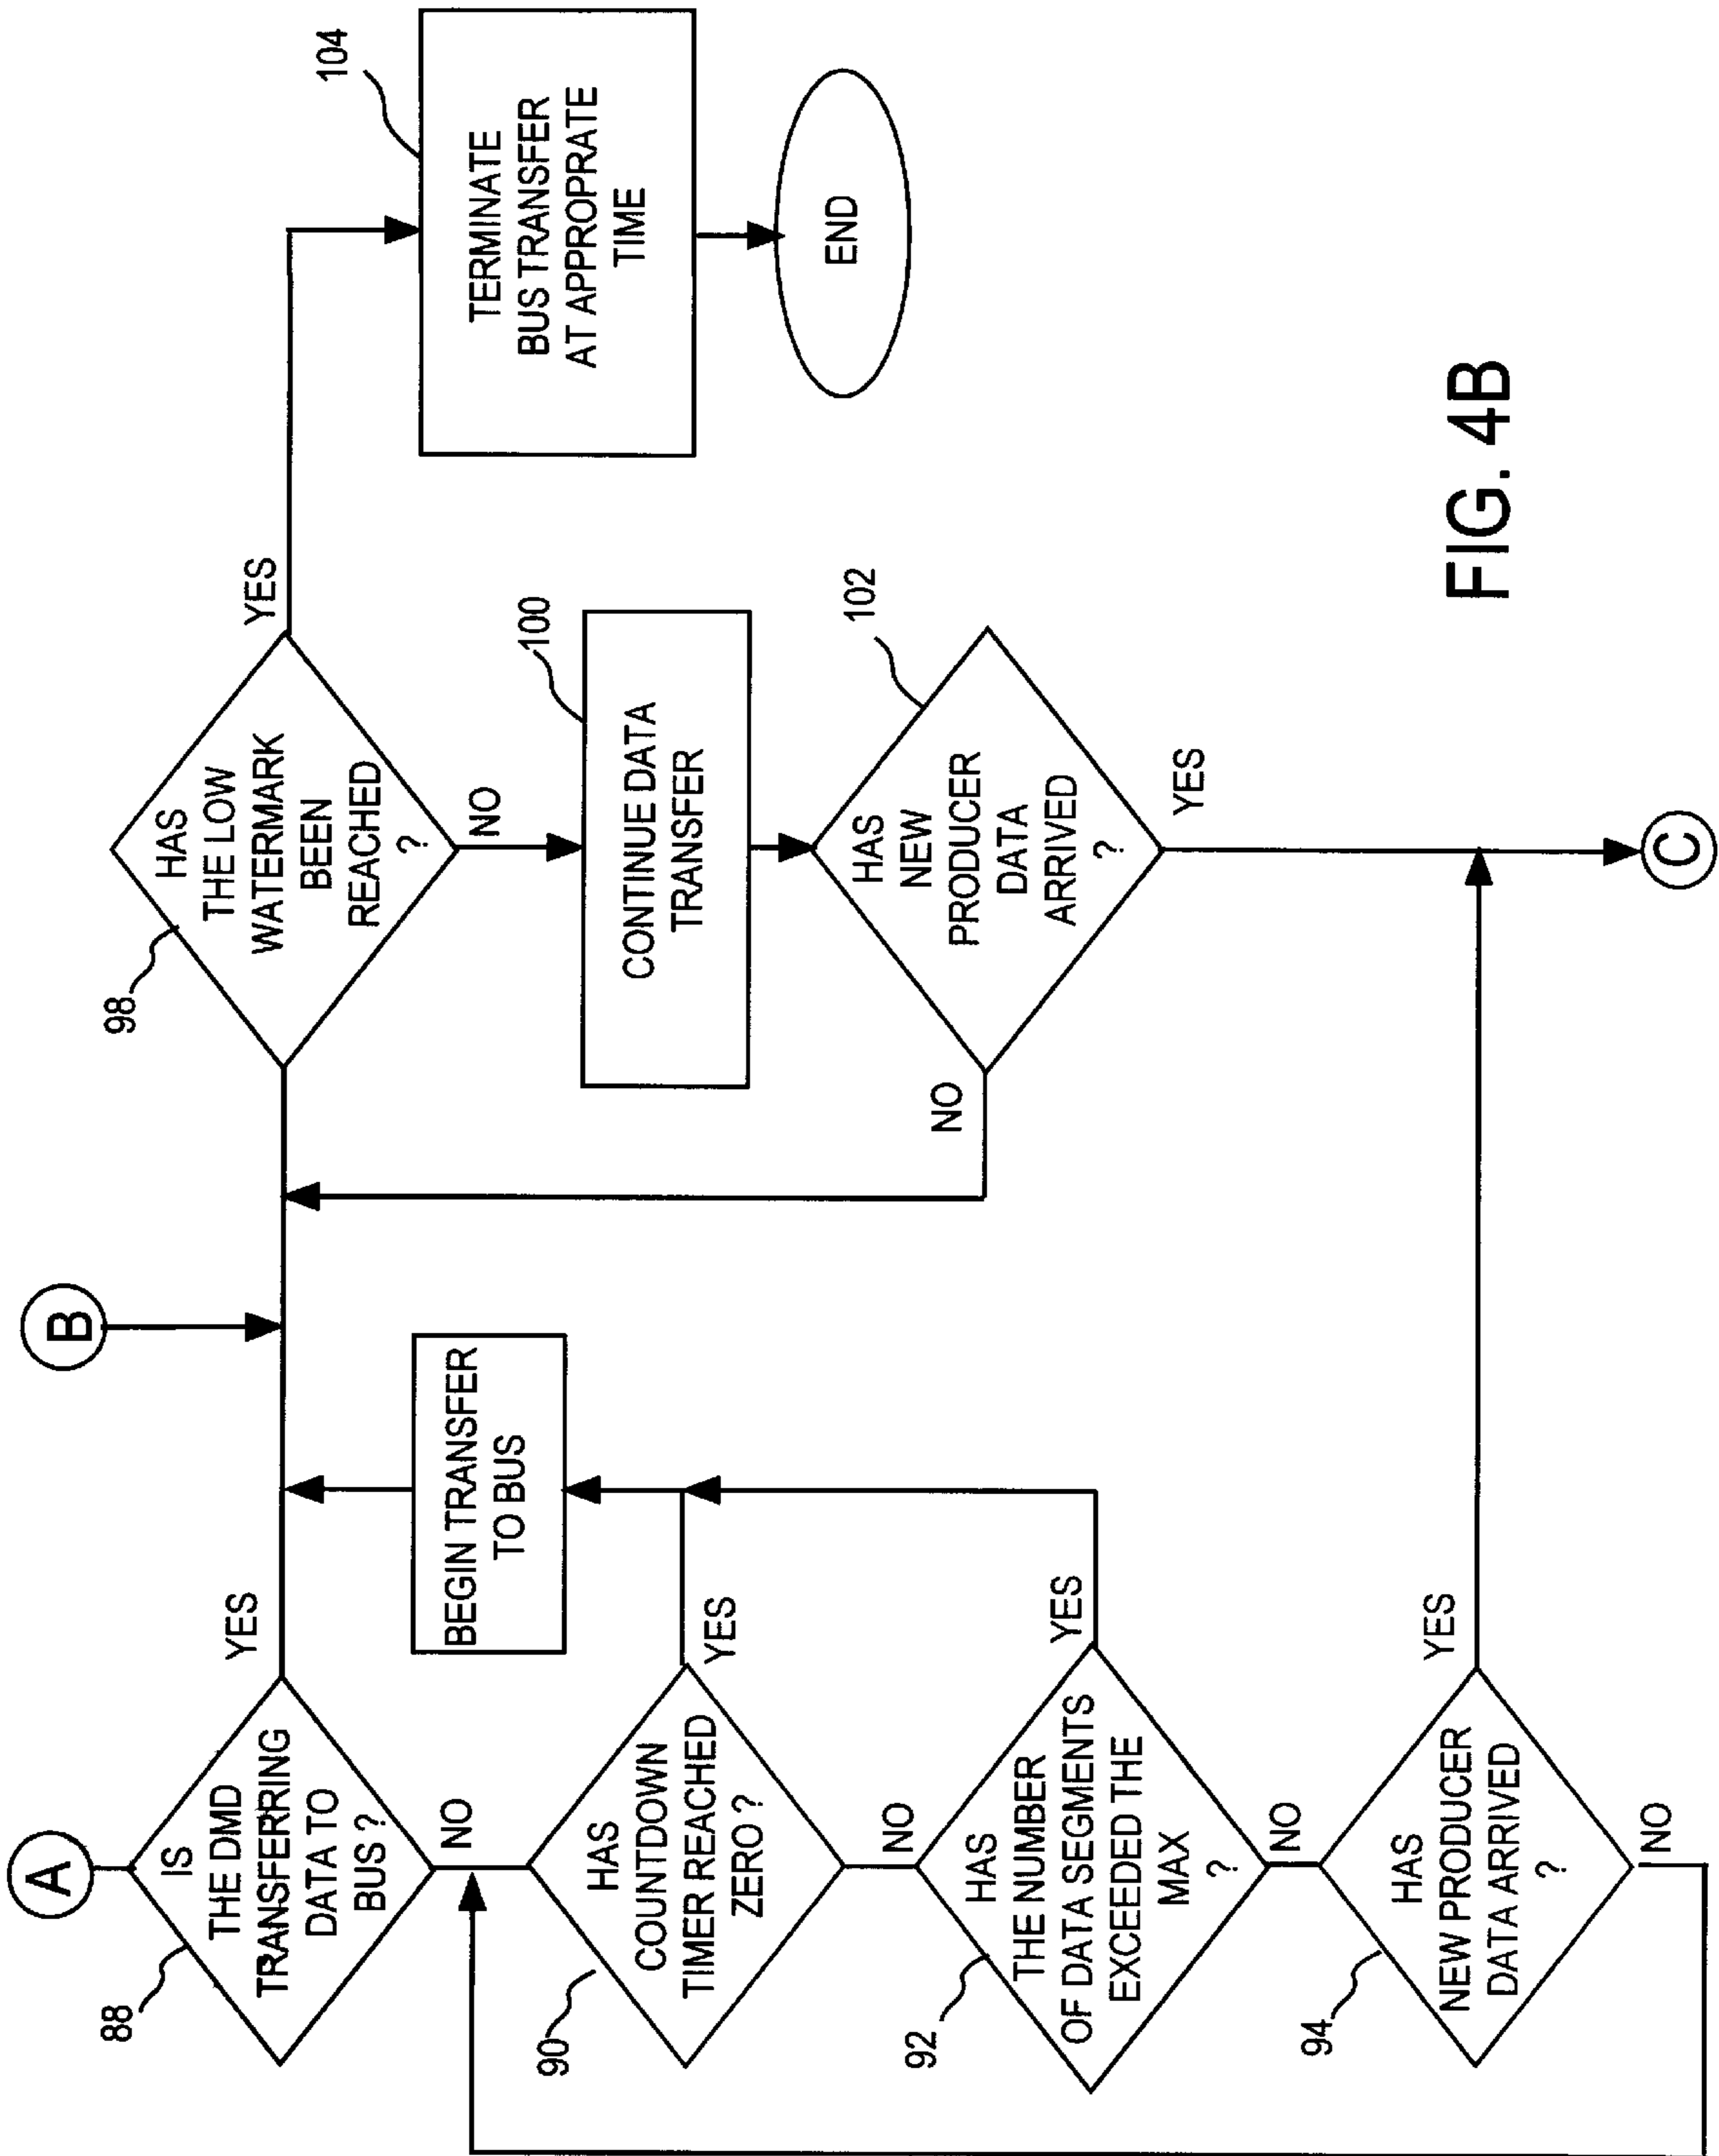 A
IS
THE DMD
TRANSFERRING
DATA TO
BUS ?
88
YES
NO
B
BEGIN TRANSFER
TO BUS
HAS
COUNTDOWN
TIMER REACHED
ZERO ?
90
YES
NO
HAS
THE NUMBER
OF DATA SEGMENTS
EXCEEDED THE
MAX
?
92
YES
NO
HAS
NEW PRODUCER
DATA ARRIVED
?
94
YES
NO
HAS
THE LOW
WATERMARK
BEEN
REACHED
?
98
YES
NO
CONTINUE DATA
TRANSFER
100
HAS
NEW
PRODUCER
DATA
ARRIVED
?
102
NO
YES
C
TERMINATE
BUS TRANSFER
AT APPROPRATE
TIME
104
END
FIG. 4B